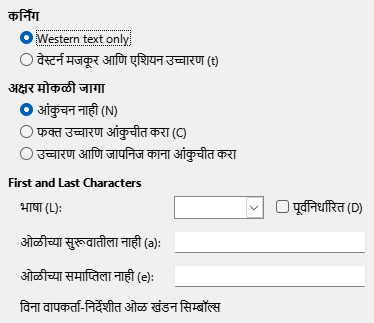 कर्निंग
Western text only
वेस्टर्न मजकूर आणि एशियन उच्चारण (t)
अक्षर मोकळी जागा
आंकुचन नाही (N)
फक्त उच्चारण आंकुचीत करा (C)
उच्चारण आणि जापनिज काना आंकुचीत करा
First and Last Characters
भाषा (L):
पूर्वनिर्धारित (D)
ओळीच्या सुरूवातीला नाही (a):
ओळीच्या समाप्तिला नाही (e):
विना वापकर्ता-निर्देशीत ओळ खंडन सिम्बॉल्स